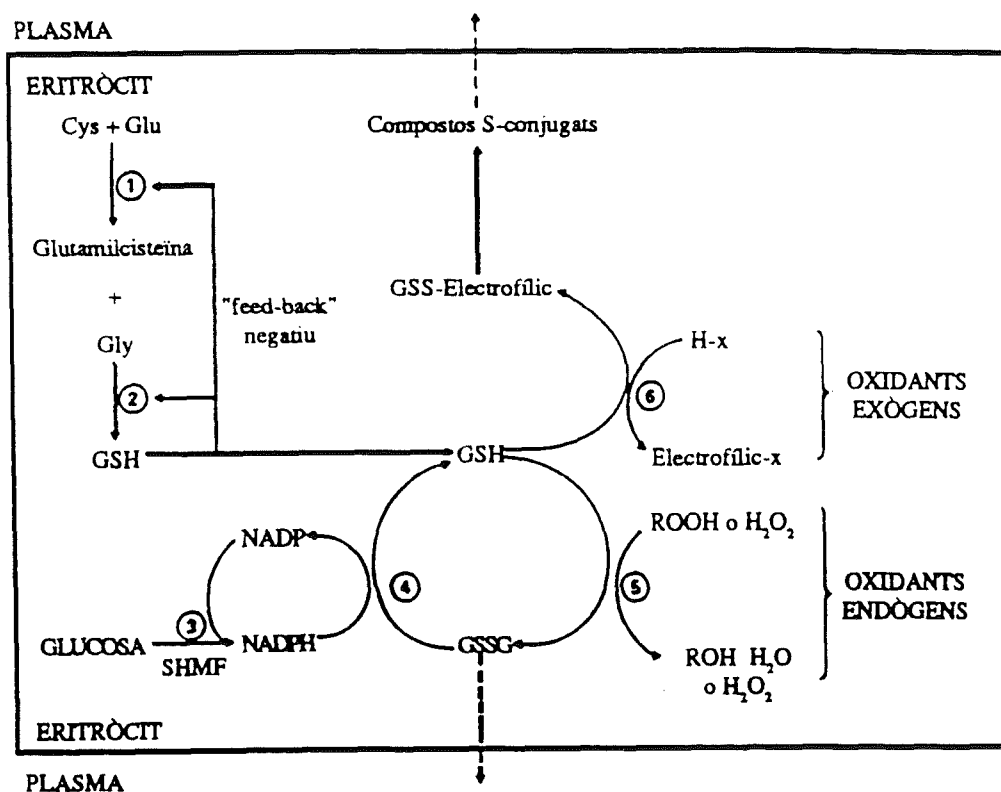 PLASMA
ERITRÒCIT
Cys + Glu
1
Glutamilcisteïna
+
Gly
2
GSH
"feed-back"
negatiu
Compostos S-conjugats
GSS-Electrofílic
H-x
6
Electrofílic-x
OXIDANTS
EXÒGENS
GSH
NADP
4
3
GLUCOSA
SHMF
NADPH
GSSG
ROOH o H₂O₂
5
ROH H₂O
o H₂O₂
OXIDANTS
ENDÒGENS
ERITRÒCIT
PLASMA